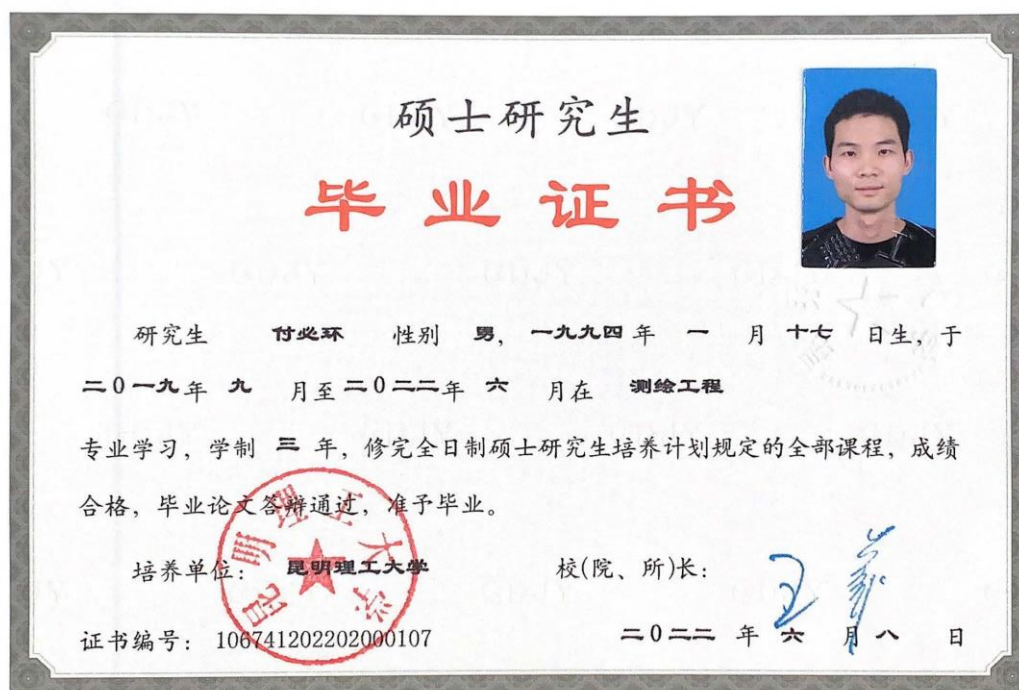 硕士研究生
毕业证书
研究生 付必环 性别 男，一九九四年 一 月 十七 日生，于
二0一九年 九 月至二0二二年 六 月在 测绘工程
专业学习，学制 三 年，修完全日制硕士研究生培养计划规定的全部课程，成绩
合格，毕业论文答辩通过，准予毕业。
培养单位：昆明理工大学 校(院、所)长：
昆明理工大学
证书编号：106741202202000107 二0二二 年 六 月 八 日